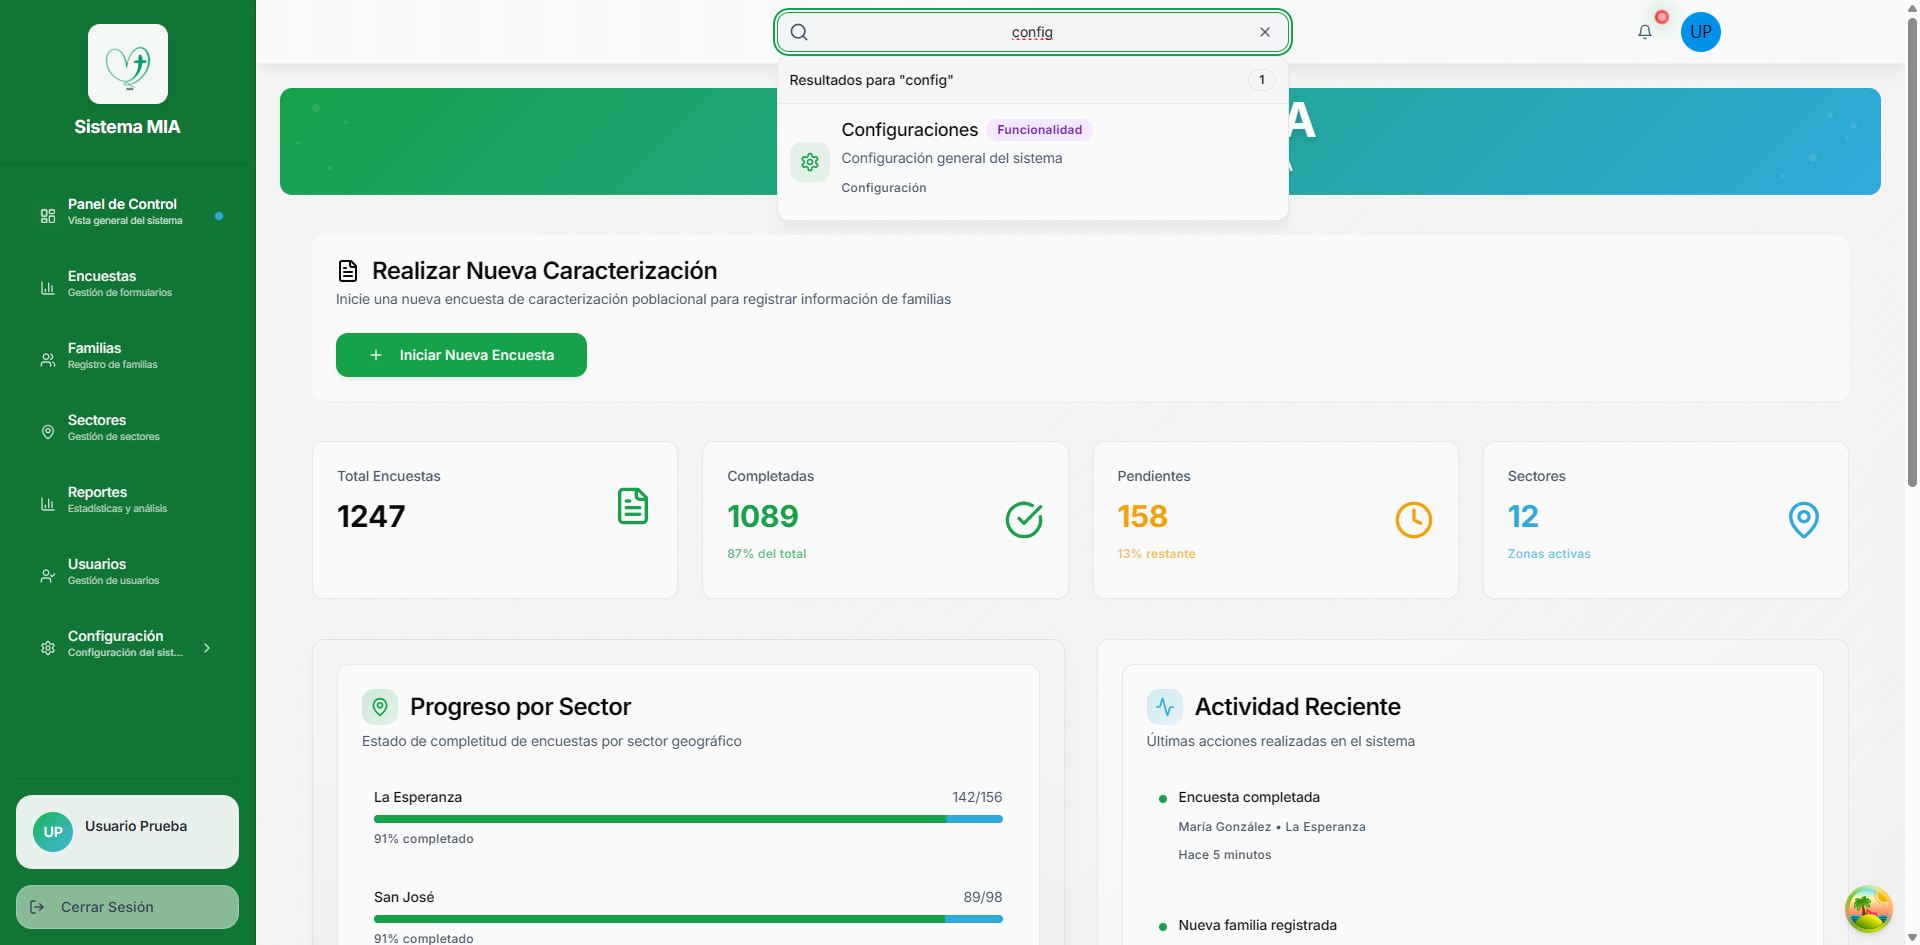 Sistema MIA
Panel de Control
Vista general del sistema
Encuestas
Gestión de formularios
Familias
Registro de familias
Sectores
Gestión de sectores
Reportes
Estadísticas y análisis
Usuarios
Gestión de usuarios
Configuración
Configuración del sist...
UP
Usuario Prueba
Cerrar Sesión
config
UP
Resultados para "config"
1
Configuraciones
Funcionalidad
Configuración general del sistema
Configuración
A
Realizar Nueva Caracterización
Inicie una nueva encuesta de caracterización poblacional para registrar información de familias
Iniciar Nueva Encuesta
Total Encuestas
1247
Completadas
1089
87% del total
Pendientes
158
13% restante
Sectores
12
Zonas activas
Progreso por Sector
Estado de completitud de encuestas por sector geográfico
La Esperanza
142/156
91% completado
San José
89/98
91% completado
Actividad Reciente
Últimas acciones realizadas en el sistema
Encuesta completada
María González • La Esperanza
Hace 5 minutos
Nueva familia registrada